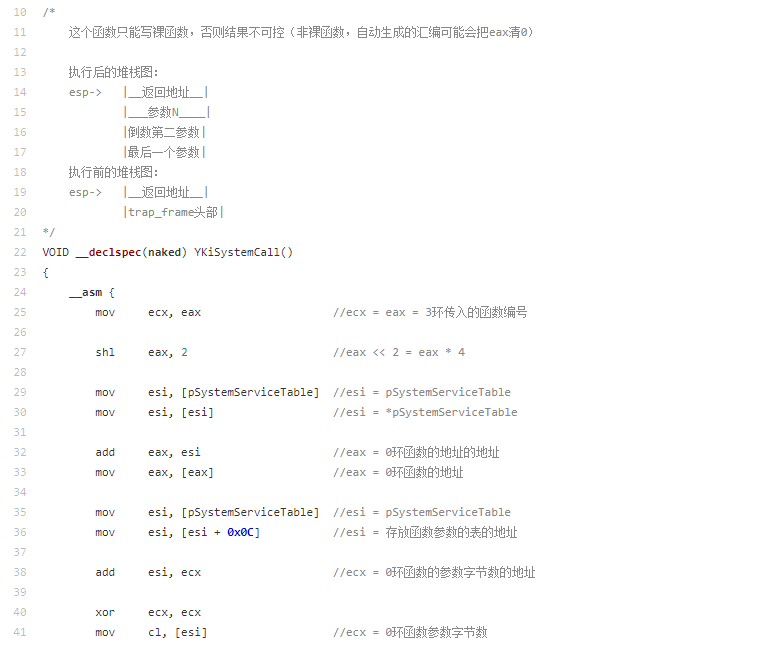 10 /*
11 这个函数只能写裸函数，否则结果不可控（非裸函数，自动生成的汇编可能会把eax清0）
12
13 执行后的堆栈图：
14 esp-> |__返回地址__|
15 |___参数N____|
16 |倒数第二参数|
17 |最后一个参数|
18 执行前的堆栈图：
19 esp-> |__返回地址__|
20 |trap_frame头部|
21 */
22 VOID __declspec(naked) YKiSystemCall()
23 {
24 __asm {
25 mov ecx, eax //ecx = eax = 3环传入的函数编号
26
27 shl eax, 2 //eax << 2 = eax * 4
28
29 mov esi, [pSystemServiceTable] //esi = pSystemServiceTable
30 mov esi, [esi] //esi = *pSystemServiceTable
31
32 add eax, esi //eax = 0环函数的地址的地址
33 mov eax, [eax] //eax = 0环函数的地址
34
35 mov esi, [pSystemServiceTable] //esi = pSystemServiceTable
36 mov esi, [esi + 0x0C] //esi = 存放函数参数的表的地址
37
38 add esi, ecx //ecx = 0环函数的参数字节数的地址
39
40 xor ecx, ecx
41 mov cl, [esi] //ecx = 0环函数参数字节数